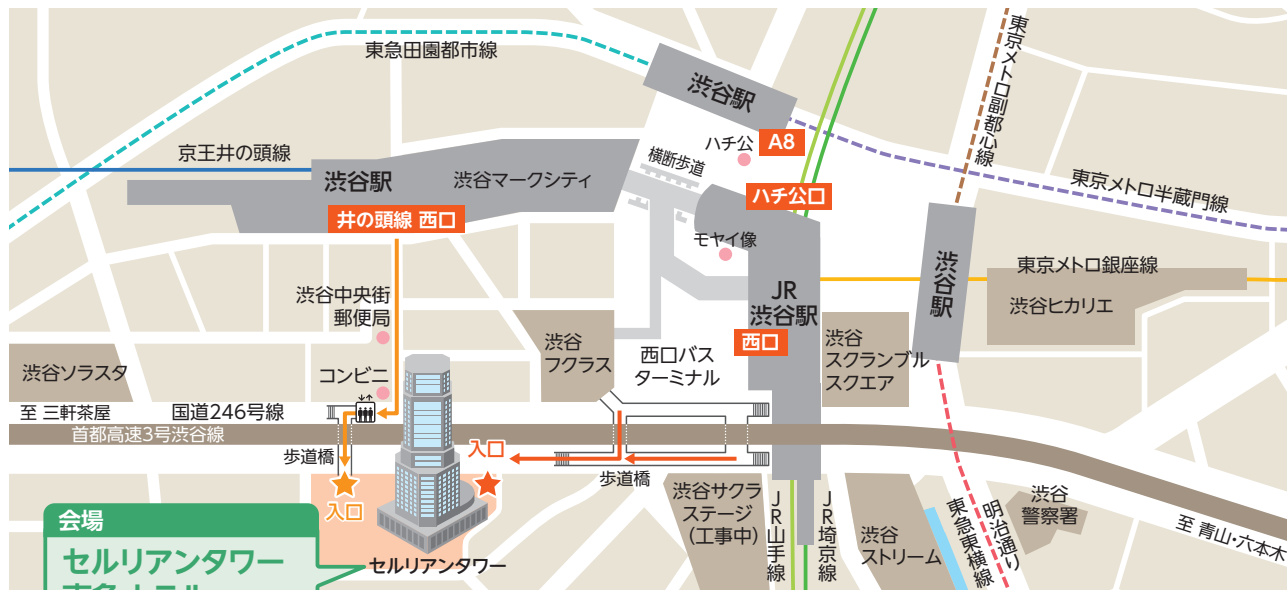 東急田園都市線
渋谷駅
ハチ公
A8
東京メトロ副都心線
京王井の頭線
渋谷駅
渋谷マークシティ
横断歩道
井の頭線 西口
ハチ公口
東京メトロ半蔵門線
モヤイ像
渋谷駅
東京メトロ銀座線
渋谷ヒカリエ
JR
渋谷駅
西口
渋谷中央街
郵便局
渋谷
フクラス
西口バス
ターミナル
渋谷
スクランブル
スクエア
渋谷ソラスタ
コンビニ
至 三軒茶屋
国道246号線
首都高速3号渋谷線
歩道橋
入口
入口
歩道橋
渋谷サクラ
ステージ
(工事中)
JR山手線
JR埼京線
渋谷
ストリーム
東急東横線
明治通り
渋谷
警察署
至 青山・六本木
会場
セルリアンタワー
セルリアンタワー